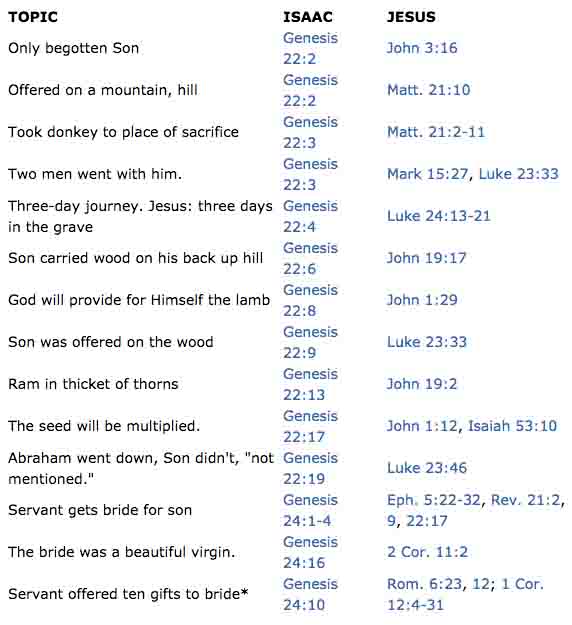 TOPIC ISAAC JESUS
Only begotten Son Genesis 22:2 John 3:16
Offered on a mountain, hill Genesis 22:2 Matt. 21:10
Took donkey to place of sacrifice Genesis 22:3 Matt. 21:2-11
Two men went with him. Genesis 22:3 Mark 15:27, Luke 23:33
Three-day journey. Jesus: three days in the grave Genesis 22:4 Luke 24:13-21
Son carried wood on his back up hill Genesis 22:6 John 19:17
God will provide for Himself the lamb Genesis 22:8 John 1:29
Son was offered on the wood Genesis 22:9 Luke 23:33
Ram in thicket of thorns Genesis 22:13 John 19:2
The seed will be multiplied. Genesis 22:17 John 1:12, Isaiah 53:10
Abraham went down, Son didn't, "not mentioned." Genesis 22:19 Luke 23:46
Servant gets bride for son Genesis 24:1-4 Eph. 5:22-32, Rev. 21:2, 9, 22:17
The bride was a beautiful virgin. Genesis 24:16 2 Cor. 11:2
Servant offered ten gifts to bride* Genesis 24:10 Rom. 6:23, 12; 1 Cor. 12:4-31